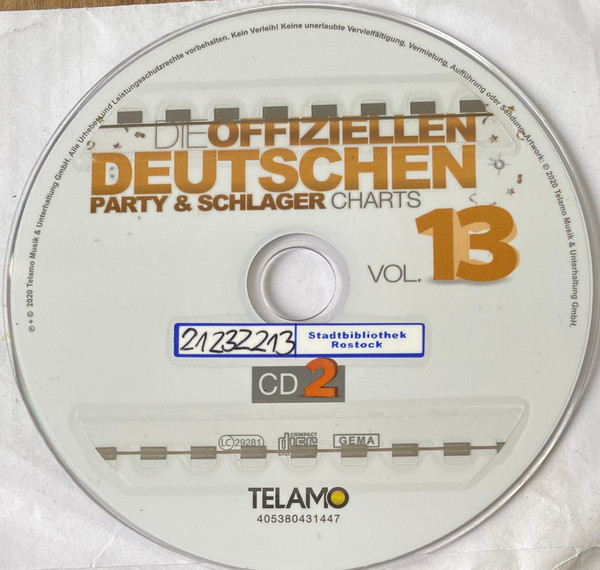 ℗ + © 2020 Telamo Musik & Unterhaltung GmbH. Alle Urheber- und Leistungsschutzrechte vorbehalten. Kein Verleih! Keine unerlaubte Vervielfältigung, Vermietung, Aufführung oder Sendung. Artwork: © 2020 Telamo Musik & Unterhaltung GmbH.
DIE OFFIZIELLEN
DEUTSCHEN
PARTY & SCHLAGER CHARTS
VOL. 13
21232213
Stadtbibliothek
Rostock
CD 2
LC 29281
COMPACT
disc
GEMA
TELAMO
405380431447